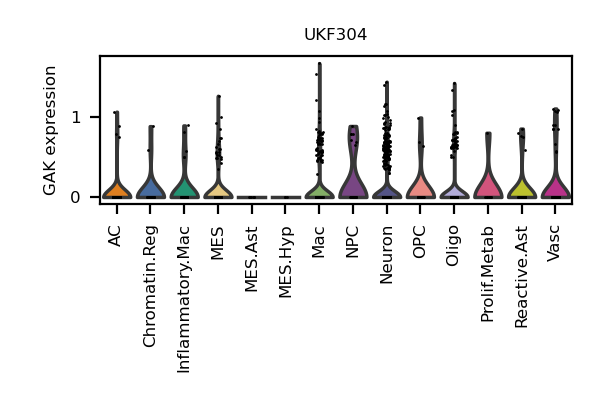 UKF304
GAK expression
1
0
AC
Chromatin.Reg
Inflammatory.Mac
MES
MES.Ast
MES.Hyp
Mac
NPC
Neuron
OPC
Oligo
Prolif.Metab
Reactive.Ast
Vasc